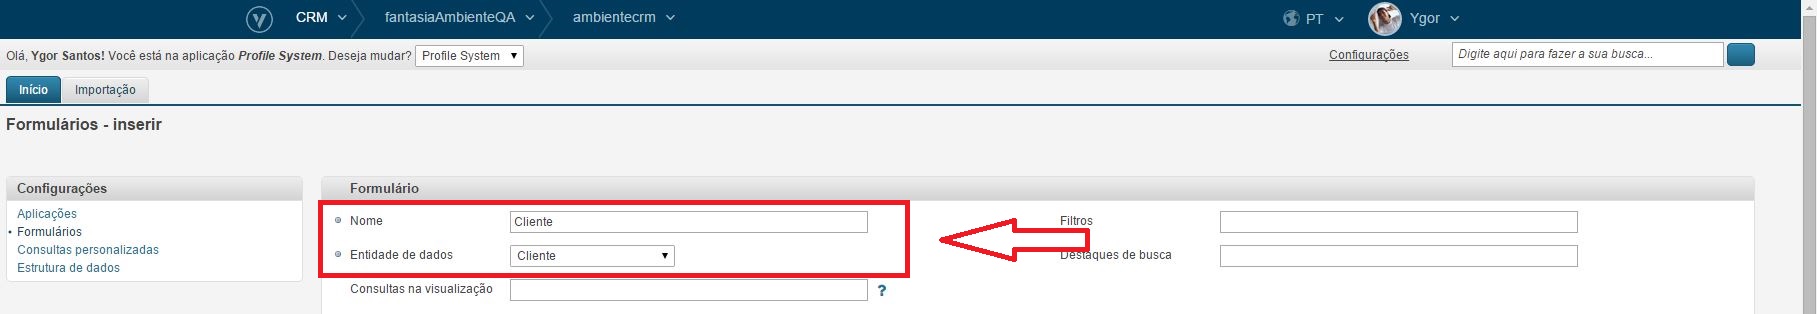 CRM fantasiaAmbienteQA ambientecrm PT Ygor
Olá, Ygor Santos! Você está na aplicação Profile System. Deseja mudar? Profile System Configurações Digite aqui para fazer a sua busca...
Início Importação
Formulários - inserir
Configurações
Aplicações
Formulários
Consultas personalizadas
Estrutura de dados
Formulário
Nome Cliente Filtros
Entidade de dados Cliente Destaques de busca
Consultas na visualização ?